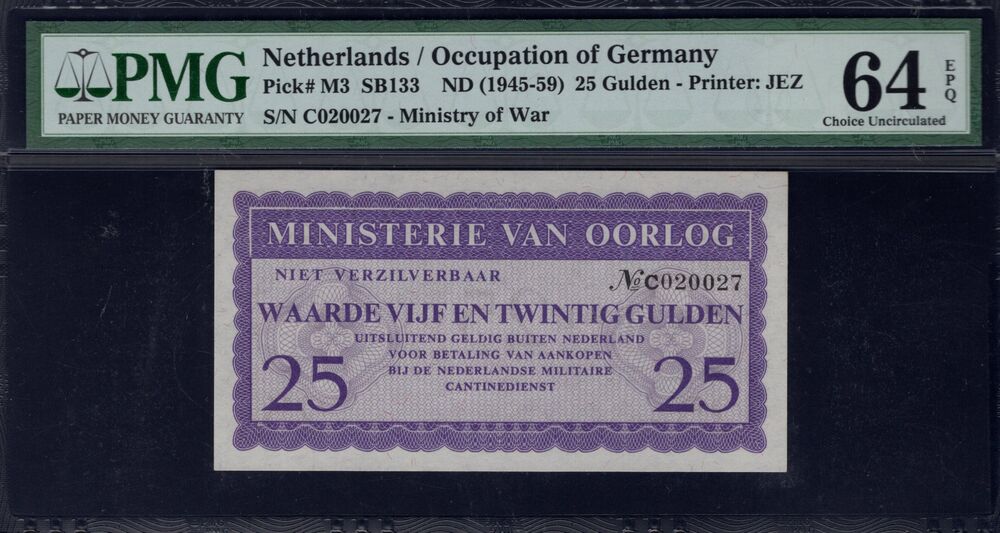 PMG
PAPER MONEY GUARANTY
Netherlands / Occupation of Germany
Pick# M3 SB133 ND (1945-59) 25 Gulden - Printer: JEZ
S/N C020027 - Ministry of War
64 EPQ
Choice Uncirculated
MINISTERIE VAN OORLOG
NIET VERZILVERBAAR
№ C020027
WAARDE VIJF EN TWINTIG GULDEN
UITSLUITEND GELDIG BUITEN NEDERLAND
VOOR BETALING VAN AANKOPEN
BIJ DE NEDERLANDSE MILITAIRE
CANTINEDIENST
25 25